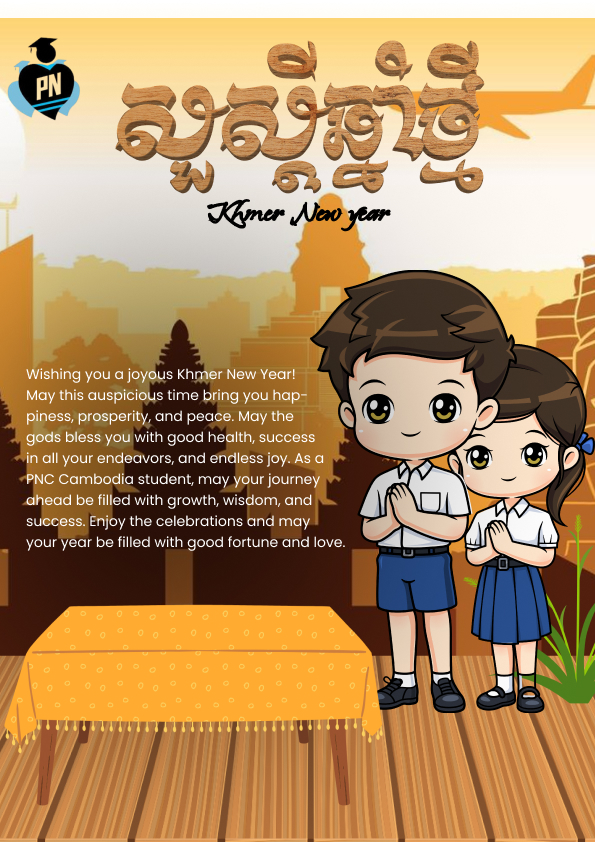 PN
សួស្តីឆ្នាំថ្មី
Khmer New year
Wishing you a joyous Khmer New Year!
May this auspicious time bring you hap-
piness, prosperity, and peace. May the
gods bless you with good health, success
in all your endeavors, and endless joy. As a
PNC Cambodia student, may your journey
ahead be filled with growth, wisdom, and
success. Enjoy the celebrations and may
your year be filled with good fortune and love.